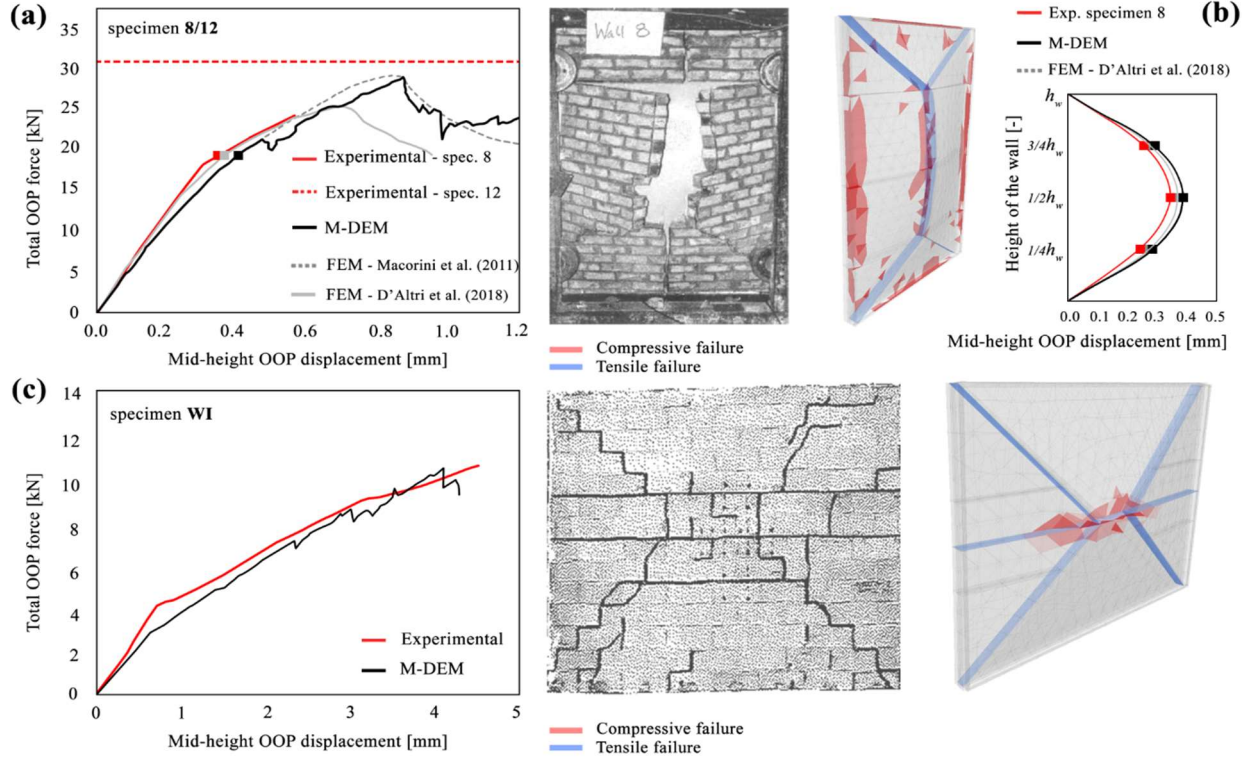 (a)
specimen 8/12
Total OOP force [kN]
35
30
25
20
15
10
5
0
0.0
0.2
0.4
0.6
0.8
1.0
1.2
Mid-height OOP displacement [mm]
Experimental - spec. 8
Experimental - spec. 12
M-DEM
FEM - Macorini et al. (2011)
FEM - D'Altri et al. (2018)
Wall 8
Compressive failure
Tensile failure
(b)
Exp. specimen 8
M-DEM
FEM - D'Altri et al. (2018)
Height of the wall [-]
hw
3/4hw
1/2hw
1/4hw
0.0
0.1
0.2
0.3
0.4
0.5
Mid-height OOP displacement [mm]
(c)
specimen WI
Total OOP force [kN]
14
12
10
8
6
4
2
0
0
1
2
3
4
5
Mid-height OOP displacement [mm]
Experimental
M-DEM
Compressive failure
Tensile failure